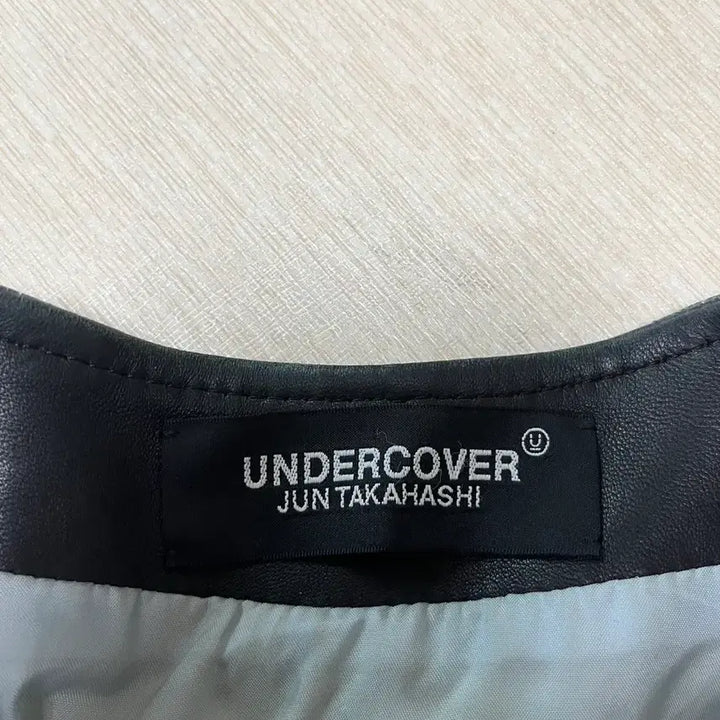 UNDERCOVER Ⓤ
JUN TAKAHASHI